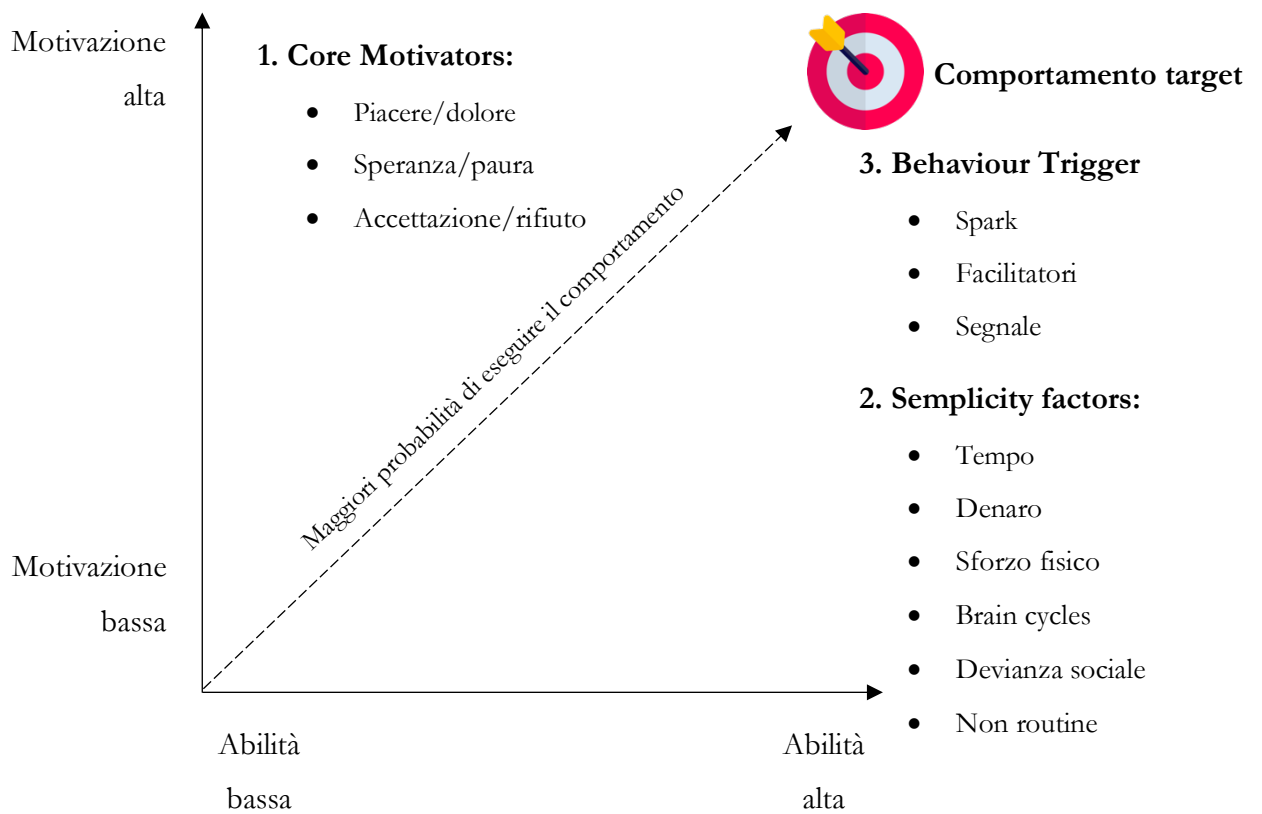 Motivazione
alta
1. Core Motivators:
• Piacere/dolore
• Speranza/paura
• Accettazione/rifiuto
Comportamento target
3. Behaviour Trigger
• Spark
• Facilitatori
• Segnale
Maggiori probabilità di eseguire il comportamento
2. Semplicity factors:
• Tempo
• Denaro
• Sforzo fisico
• Brain cycles
• Devianza sociale
• Non routine
Motivazione
bassa
Abilità
bassa
Abilità
alta